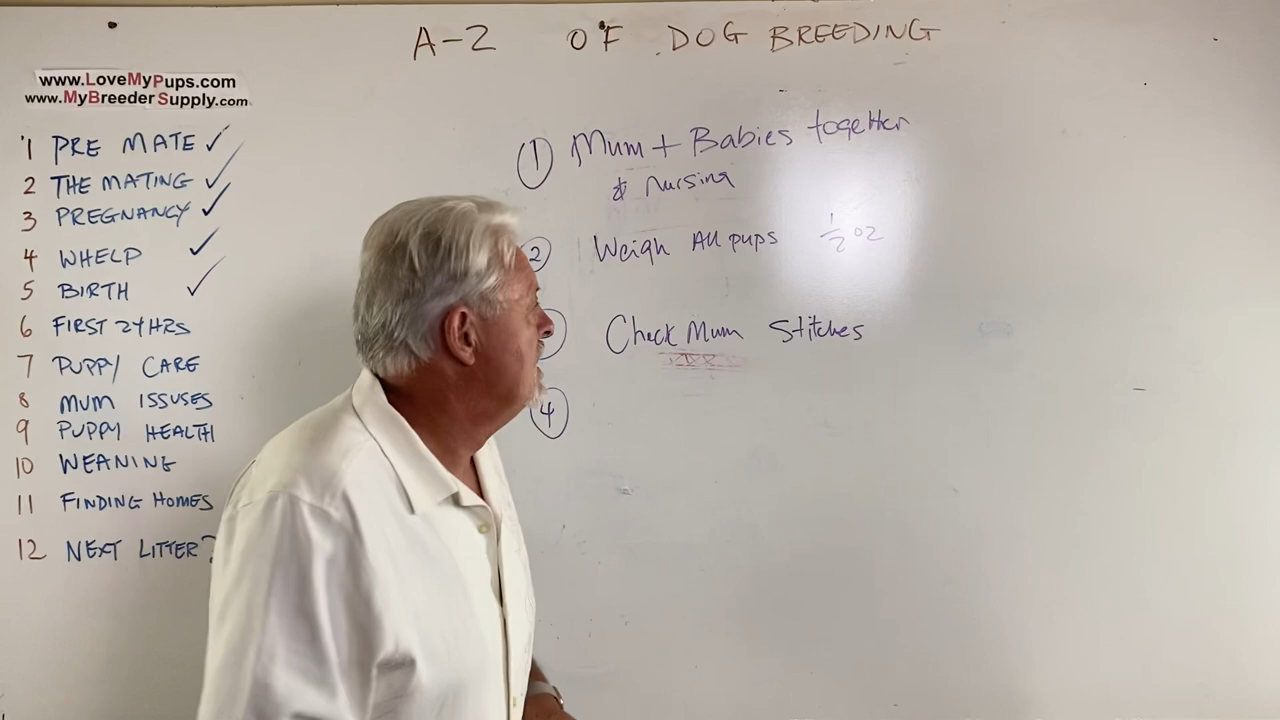 A-Z OF DOG BREEDING
www.LoveMyPups.com
www.MyBreederSupply.com
1 PRE MATE ✓
2 THE MATING ✓
3 PREGNANCY ✓
4 WHELP ✓
5 BIRTH ✓
6 FIRST 24HRS
7 PUPPY CARE
8 MUM ISSUSES
9 PUPPY HEALTH
10 WEANING
11 FINDING HOMES
12 NEXT LITTER?
1 Mum + Babies together
& nursing
2 Weigh All pups 1/2 oz
Check Mum Stitches
4